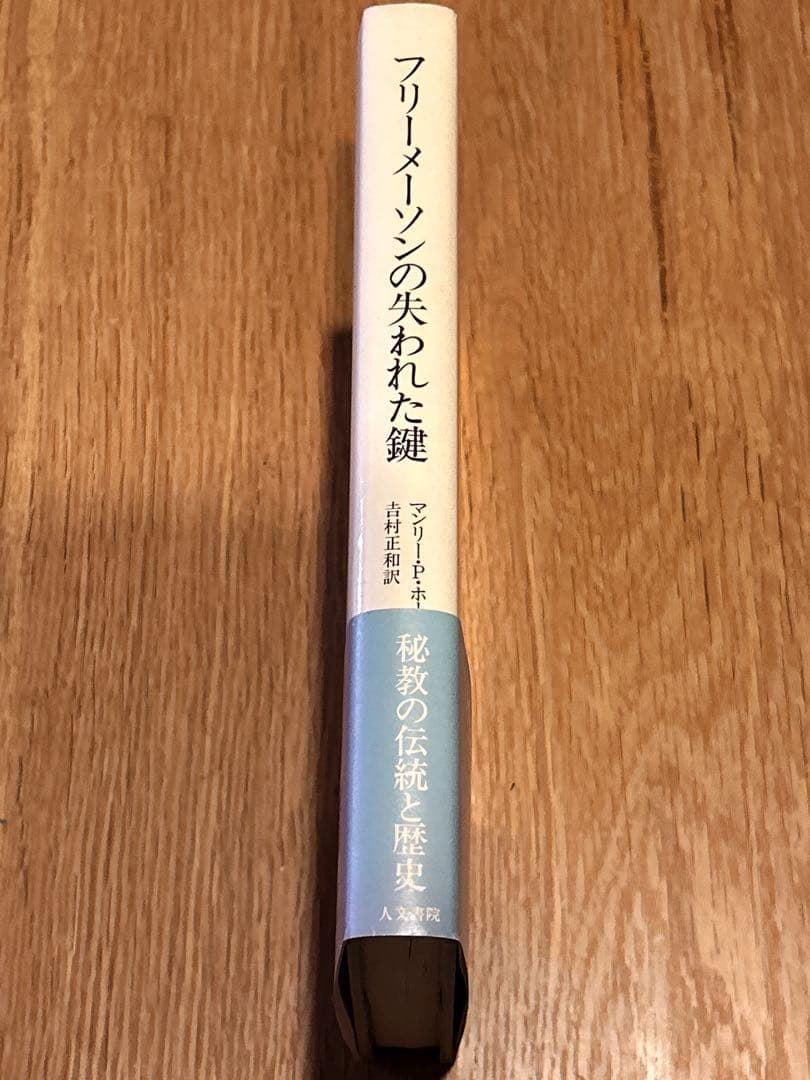 フリーメーソンの失われた鍵
マンリー・P・ホー
吉村正和訳
秘教の伝統と歴史
人文書院